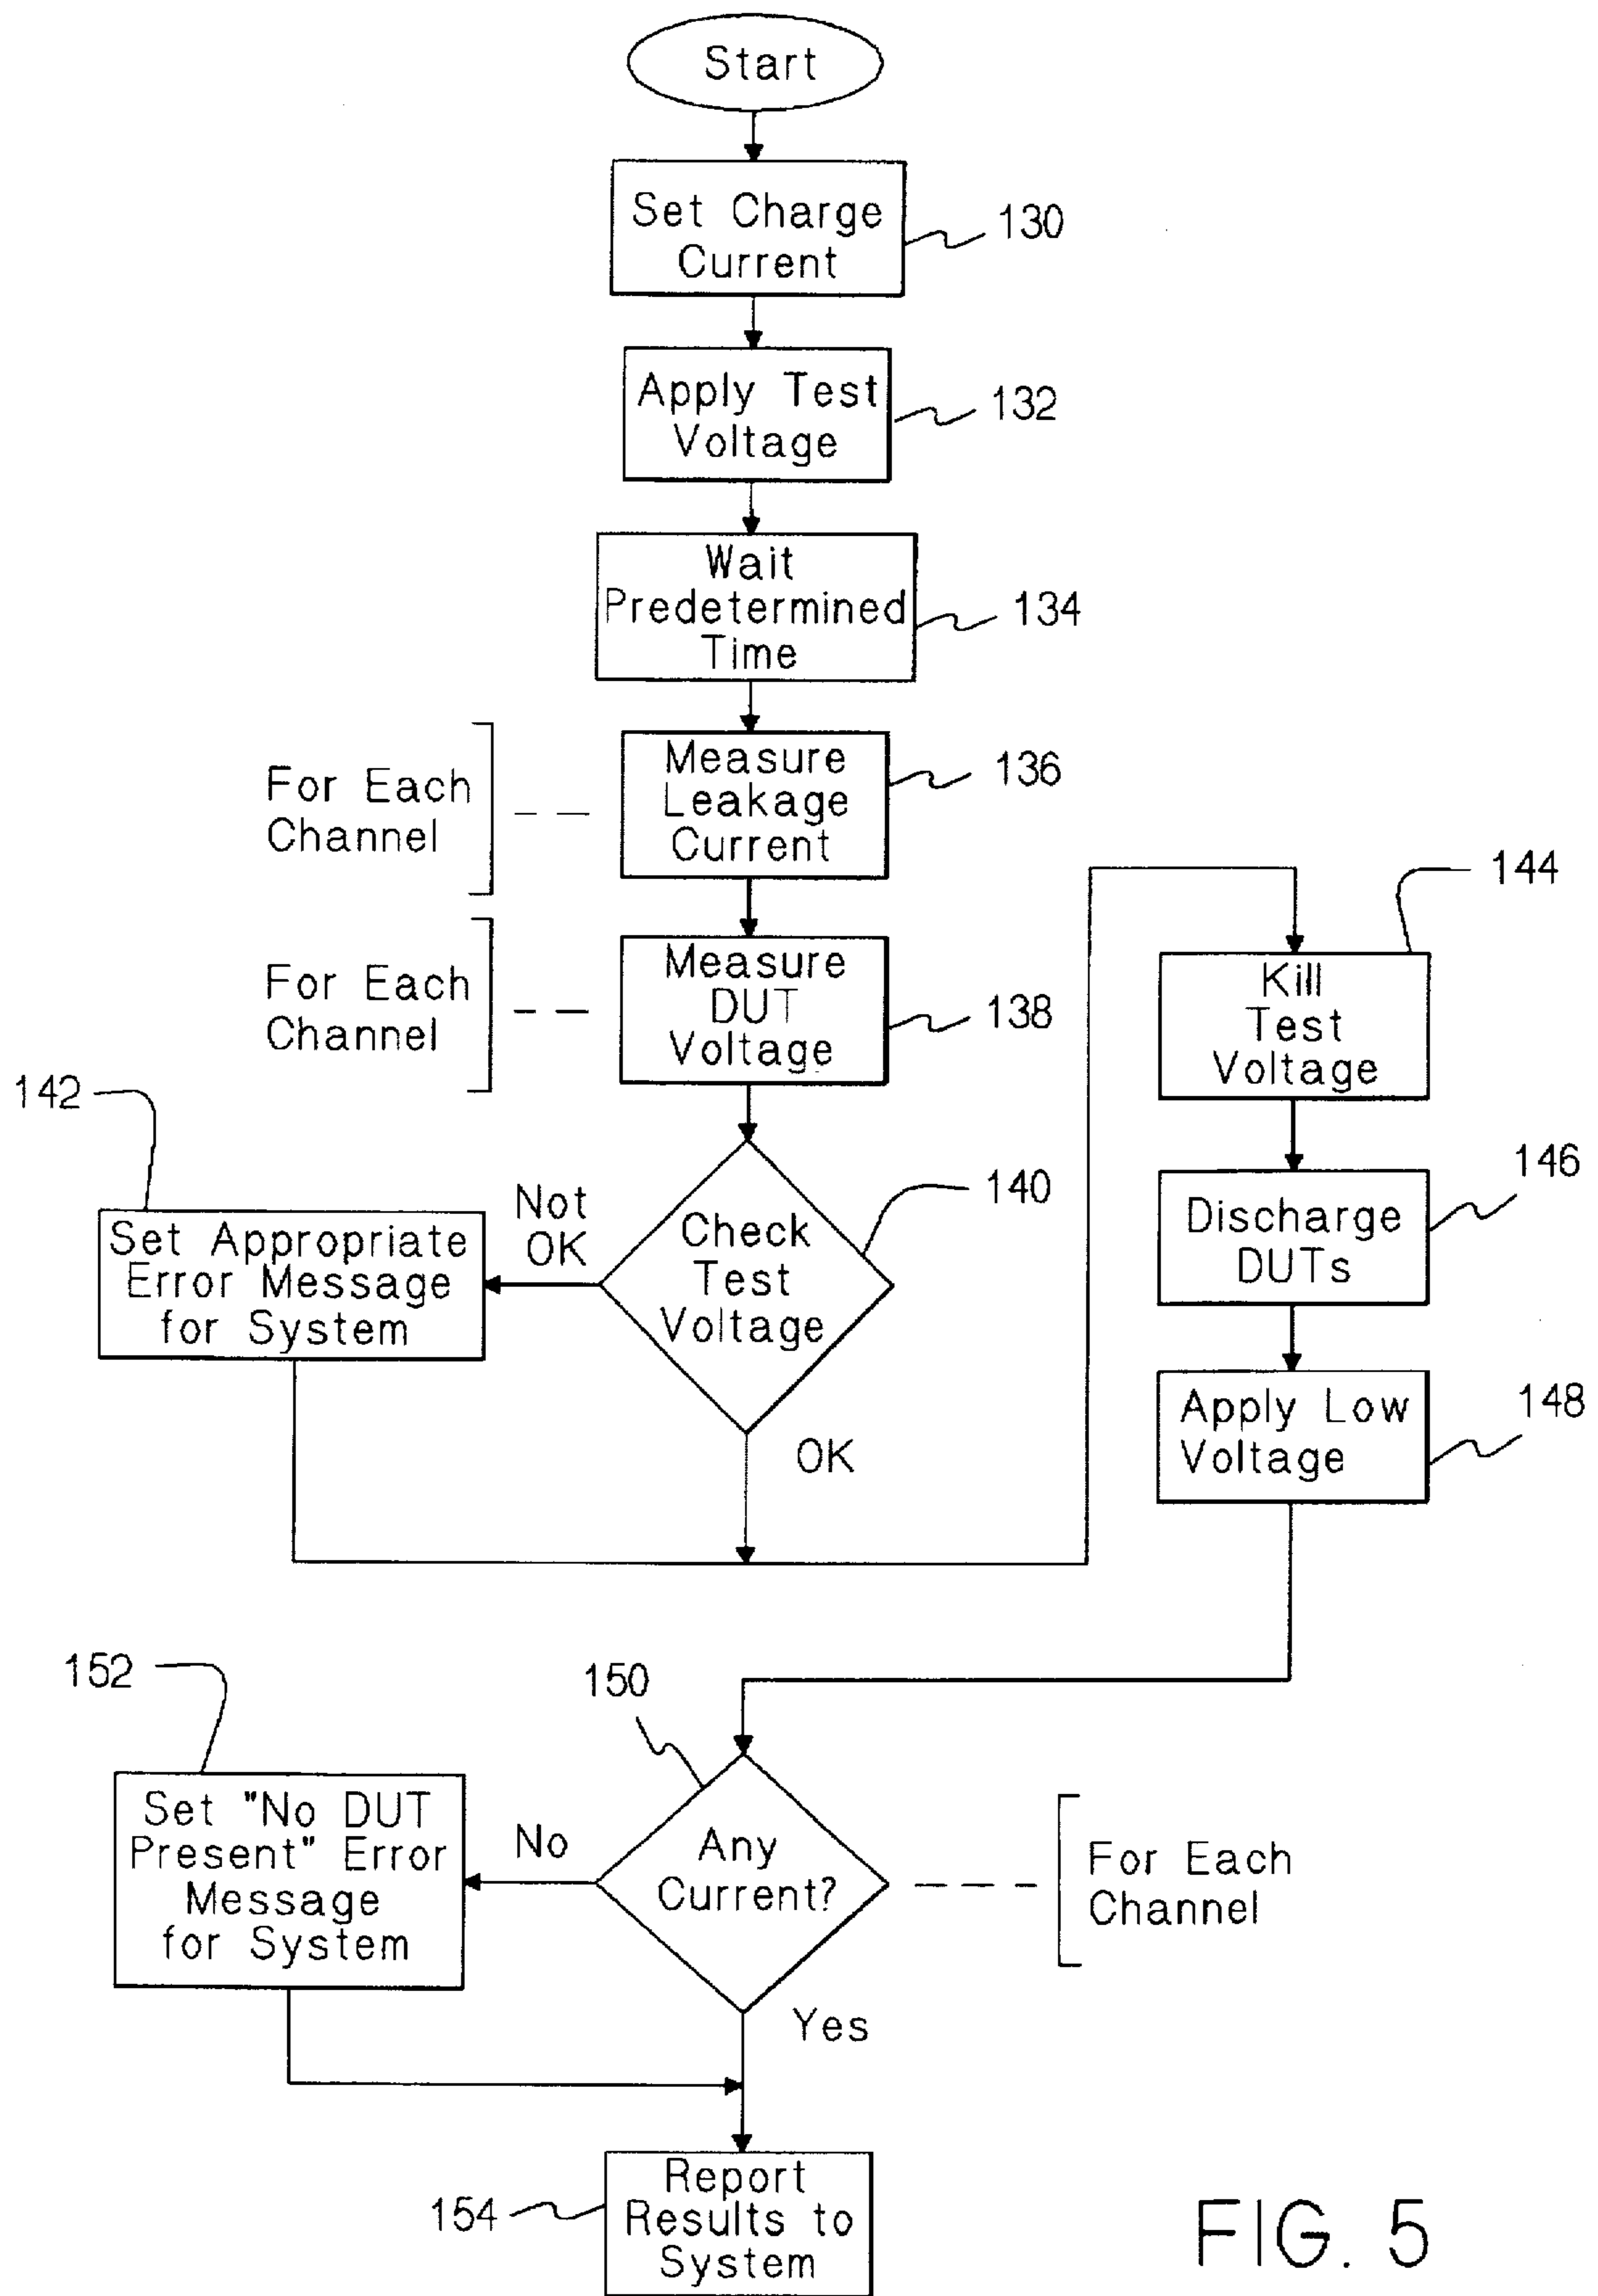 Start
Set Charge
Current
130
Apply Test
Voltage
132
Wait
Predetermined
Time
134
For Each
Channel
Measure
Leakage
Current
136
For Each
Channel
Measure
DUT
Voltage
138
142
Set Appropriate
Error Message
for System
Not
OK
Check
Test
Voltage
140
OK
144
Kill
Test
Voltage
146
Discharge
DUTs
148
Apply Low
Voltage
152
Set "No DUT
Present" Error
Message
for System
No
150
Any
Current?
For Each
Channel
Yes
154
Report
Results to
System
FIG. 5